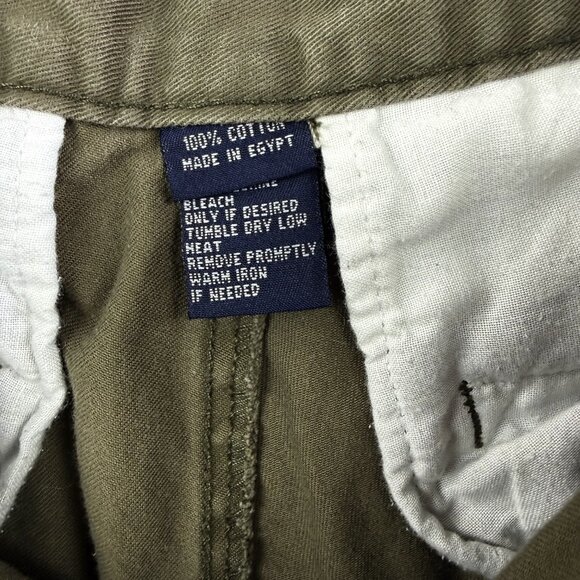 100% COTTON
MADE IN EGYPT
BLEACH
ONLY IF DESIRED
TUMBLE DRY LOW
HEAT
REMOVE PROMPTLY
WARM IRON
IF NEEDED